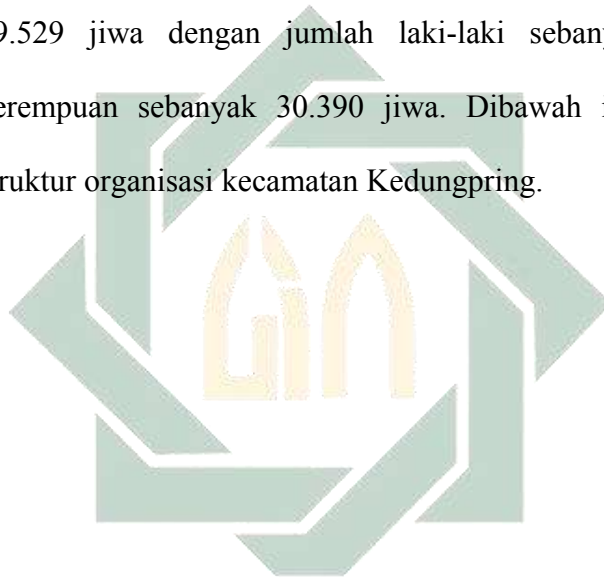 9.529 jiwa dengan jumlah laki-laki sebany
erempuan sebanyak 30.390 jiwa. Dibawah
ruktur organisasi kecamatan Kedungpring.